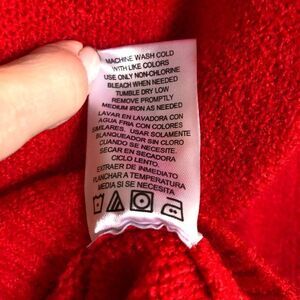 MACHINE WASH COLD
WITH LIKE COLORS
USE ONLY NON-CHLORINE
BLEACH WHEN NEEDED
TUMBLE DRY LOW
REMOVE PROMPTLY
MEDIUM IRON AS NEEDED
LAVAR EN LAVADORA CON
AGUA FRIA CON COLORES
SIMILARES. USAR SOLAMENTE
BLANQUEADOR SIN CLORO
CUANDO SE NECESITE.
SECAR EN SECADORA
CICLO LENTO.
EXTRAER DE INMEDIATO
PLANCHAR A TEMPERATURA
MEDIA SI SE NECESITA